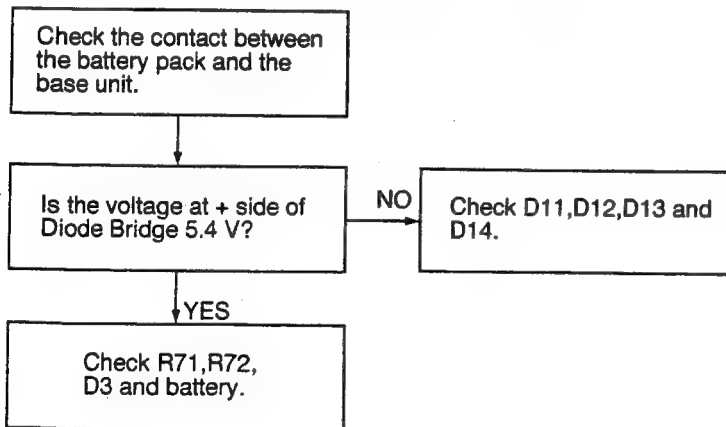 Check the contact between
the battery pack and the
base unit.
Is the voltage at + side of
Diode Bridge 5.4 V?
NO
Check D11,D12,D13 and
D14.
YES
Check R71,R72,
D3 and battery.